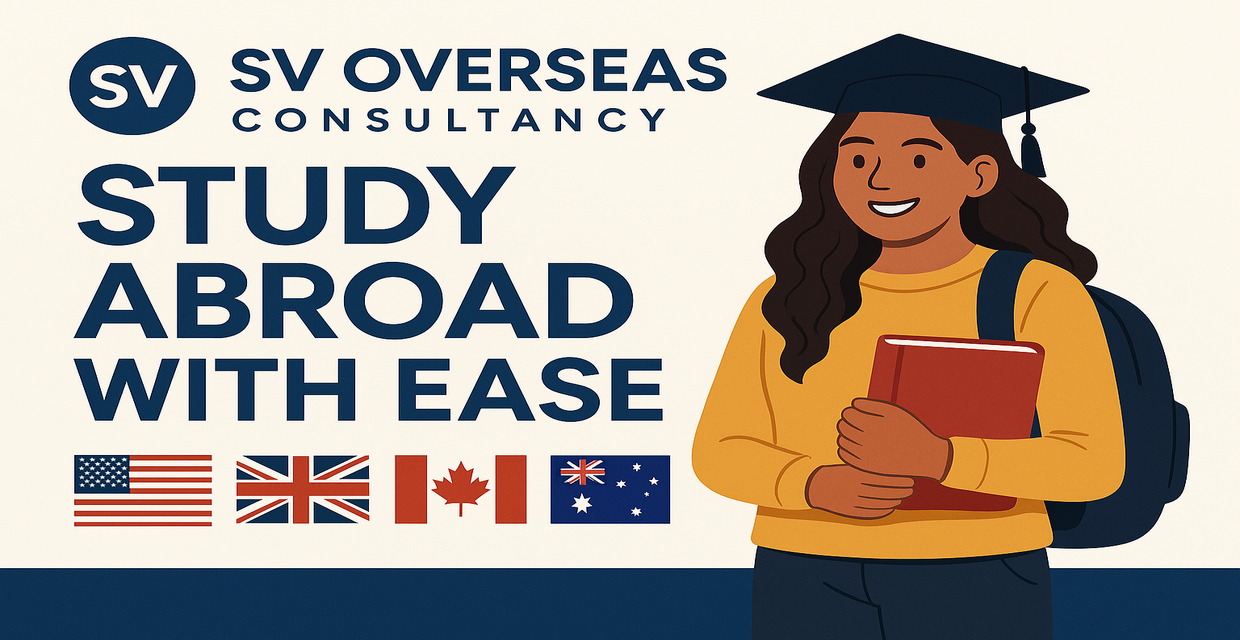 SV
SV OVERSEAS
CONSULTANCY
STUDY
ABROAD
WITH EASE